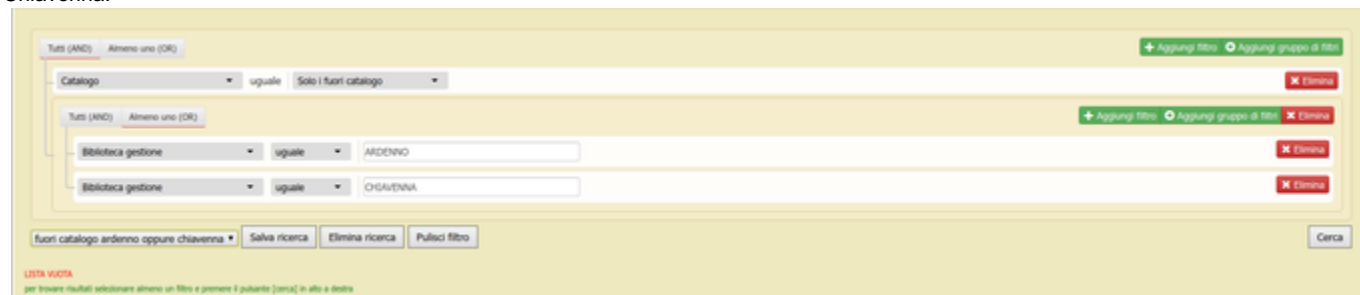 Chiavenna.
Tutti (AND) Almeno uno (OR) Aggiungi filtro Aggiungi gruppo di filtri
Catalogo uguale Solo i fuori catalogo Elimina
Tutti (AND) Almeno uno (OR) Aggiungi filtro Aggiungi gruppo di filtri Elimina
Biblioteca gestione uguale ARDENNO Elimina
Biblioteca gestione uguale CHIAVENNA Elimina
fuori catalogo ardenno oppure chiavenna Salva ricerca Elimina ricerca Pulisci filtro Cerca
LISTA VUOTA
per trovare risultati selezionare almeno un filtro e premere il pulsante [cerca] in alto a destra